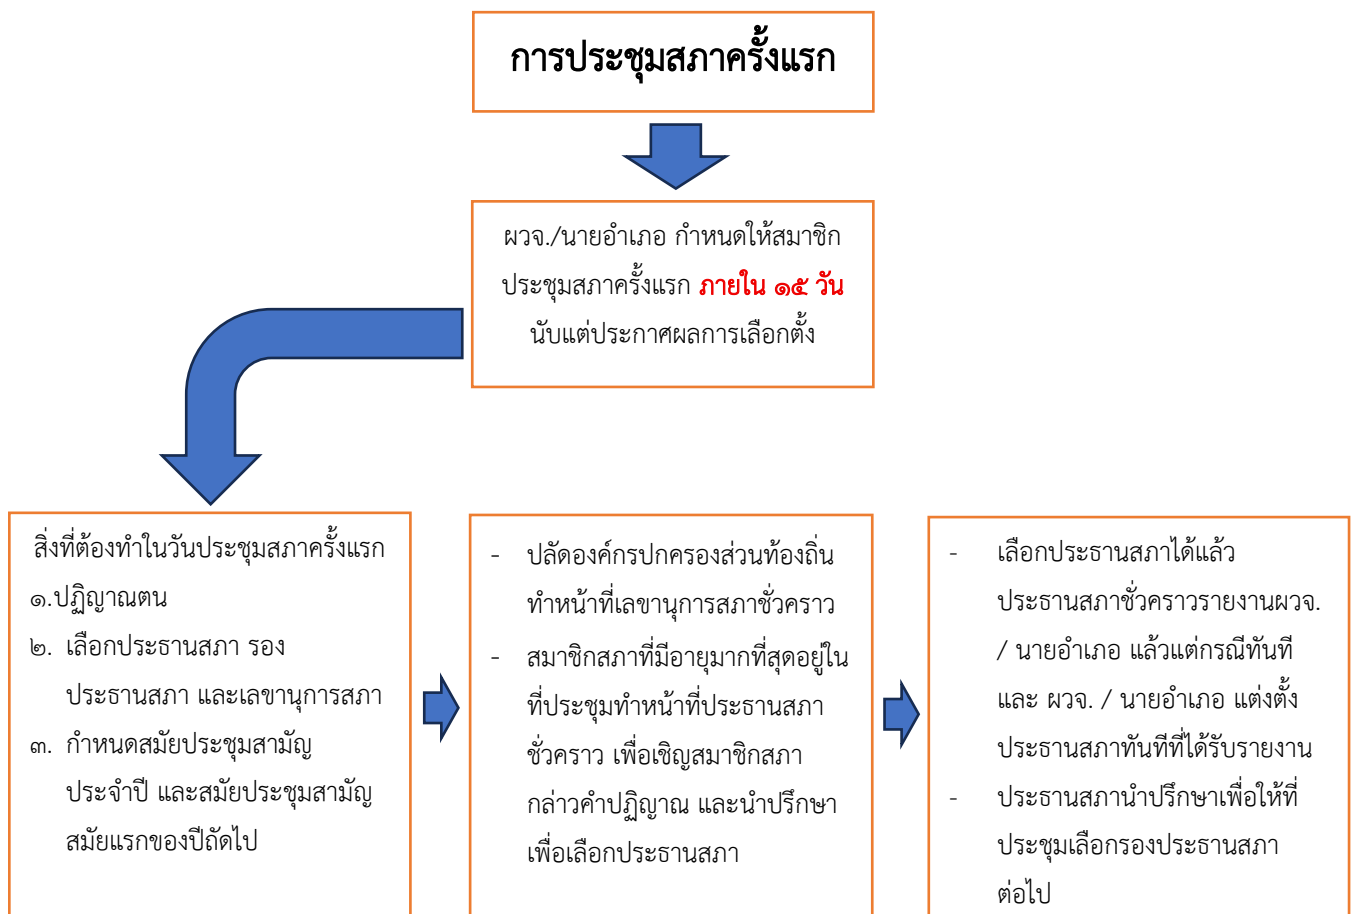 การประชุมสภาครั้งแรก
ผวจ./นายอำเภอ กำหนดให้สมาชิก
ประชุมสภาครั้งแรก ภายใน ๑๕ วัน
นับแต่ประกาศผลการเลือกตั้ง
สิ่งที่ต้องทำในวันประชุมสภาครั้งแรก
๑.ปฏิญาณตน
๒. เลือกประธานสภา รอง
ประธานสภา และเลขานุการสภา
๓. กำหนดสมัยประชุมสามัญ
ประจำปี และสมัยประชุมสามัญ
สมัยแรกของปีถัดไป
- ปลัดองค์กรปกครองส่วนท้องถิ่น
ทำหน้าที่เลขานุการสภาชั่วคราว
- สมาชิกสภาที่มีอายุมากที่สุดอยู่ใน
ที่ประชุมทำหน้าที่ประธานสภา
ชั่วคราว เพื่อเชิญสมาชิกสภา
กล่าวคำปฏิญาณ และนำปรึกษา
เพื่อเลือกประธานสภา
- เลือกประธานสภาได้แล้ว
ประธานสภาชั่วคราวรายงานผวจ.
/ นายอำเภอ แล้วแต่กรณีทันที
และ ผวจ. / นายอำเภอ แต่งตั้ง
ประธานสภาทันทีที่ได้รับรายงาน
- ประธานสภานำปรึกษาเพื่อให้ที่
ประชุมเลือกรองประธานสภา
ต่อไป